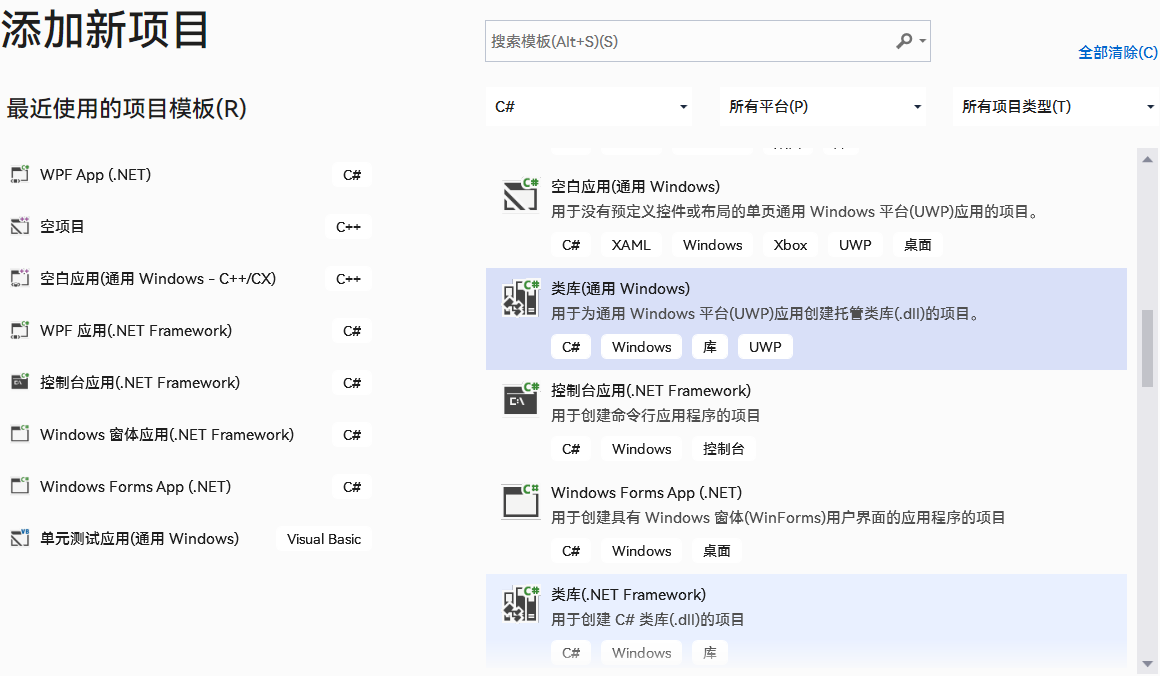 添加新项目
搜索模板(Alt+S)(S)
全部清除(C)
最近使用的项目模板(R)
C#
所有平台(P)
所有项目类型(T)
WPF App (.NET)
C#
空项目
C++
空白应用(通用 Windows - C++/CX)
C++
WPF 应用(.NET Framework)
C#
控制台应用(.NET Framework)
C#
Windows 窗体应用(.NET Framework)
C#
Windows Forms App (.NET)
C#
单元测试应用(通用 Windows)
Visual Basic
空白应用(通用 Windows)
用于没有预定义控件或布局的单页通用 Windows 平台(UWP)应用的项目。
C# XAML Windows Xbox UWP 桌面
类库(通用 Windows)
用于为通用 Windows 平台(UWP)应用创建托管类库(.dll)的项目。
C# Windows 库 UWP
控制台应用(.NET Framework)
用于创建命令行应用程序的项目
C# Windows 控制台
Windows Forms App (.NET)
用于创建具有 Windows 窗体(WinForms)用户界面的应用程序的项目
C# Windows 桌面
类库(.NET Framework)
用于创建 C# 类库(.dll)的项目
C# Windows 库